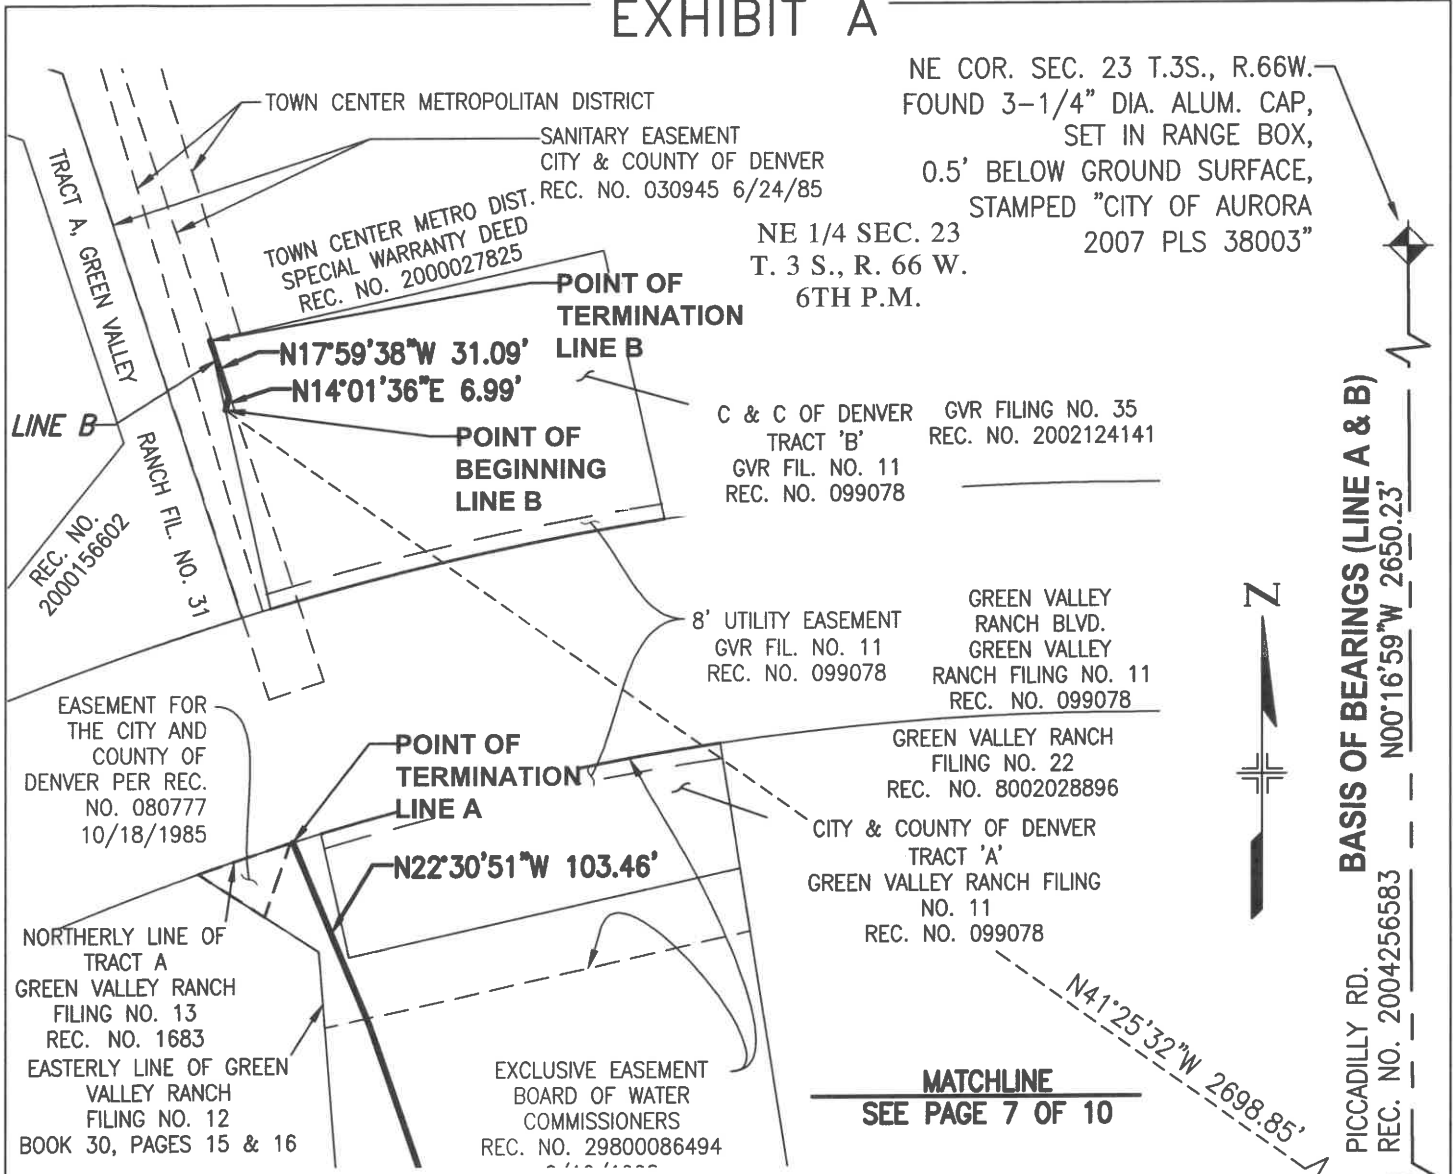 EXHIBIT A
NE COR. SEC. 23 T.3S., R.66W.
FOUND 3-1/4" DIA. ALUM. CAP,
SET IN RANGE BOX,
0.5' BELOW GROUND SURFACE,
STAMPED "CITY OF AURORA
2007 PLS 38003"
TOWN CENTER METROPOLITAN DISTRICT
SANITARY EASEMENT
CITY & COUNTY OF DENVER
REC. NO. 030945 6/24/85
TRACT A, GREEN VALLEY
RANCH FIL. NO. 31
TOWN CENTER METRO DIST.
SPECIAL WARRANTY DEED
REC. NO. 2000027825
NE 1/4 SEC. 23
T. 3 S., R. 66 W.
6TH P.M.
POINT OF
TERMINATION
LINE B
N17°59'38"W 31.09'
N14°01'36"E 6.99'
LINE B
POINT OF
BEGINNING
LINE B
C & C OF DENVER
TRACT 'B'
GVR FIL. NO. 11
REC. NO. 099078
GVR FILING NO. 35
REC. NO. 2002124141
REC. NO.
2000156602
8' UTILITY EASEMENT
GVR FIL. NO. 11
REC. NO. 099078
GREEN VALLEY
RANCH BLVD.
GREEN VALLEY
RANCH FILING NO. 11
REC. NO. 099078
N
BASIS OF BEARINGS (LINE A & B)
N00°16'59"W 2650.23'
PICCADILLY RD.
REC. NO. 2004256583
EASEMENT FOR
THE CITY AND
COUNTY OF
DENVER PER REC.
NO. 080777
10/18/1985
POINT OF
TERMINATION
LINE A
N22°30'51"W 103.46'
GREEN VALLEY RANCH
FILING NO. 22
REC. NO. 8002028896
CITY & COUNTY OF DENVER
TRACT 'A'
GREEN VALLEY RANCH FILING
NO. 11
REC. NO. 099078
NORTHERLY LINE OF
TRACT A
GREEN VALLEY RANCH
FILING NO. 13
REC. NO. 1683
EASTERLY LINE OF GREEN
VALLEY RANCH
FILING NO. 12
BOOK 30, PAGES 15 & 16
EXCLUSIVE EASEMENT
BOARD OF WATER
COMMISSIONERS
REC. NO. 29800086494
MATCHLINE
SEE PAGE 7 OF 10
N41°25'32"W 2698.85'